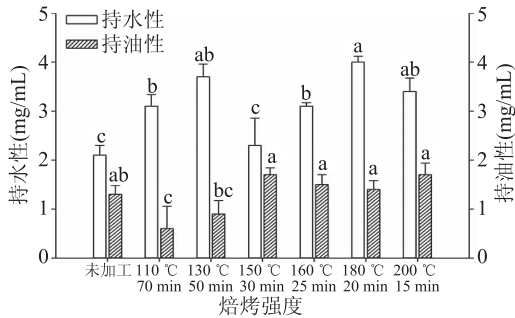 持水性
持油性
5
4
3
2
1
0
持水性(mg/mL)
5
4
3
2
1
0
持油性(mg/mL)
c
ab
b
c
ab
bc
c
a
b
a
a
a
ab
a
未加工 110 ℃ 130 ℃ 150 ℃ 160 ℃ 180 ℃ 200 ℃
70 min 50 min 30 min 25 min 20 min 15 min
焙烤强度